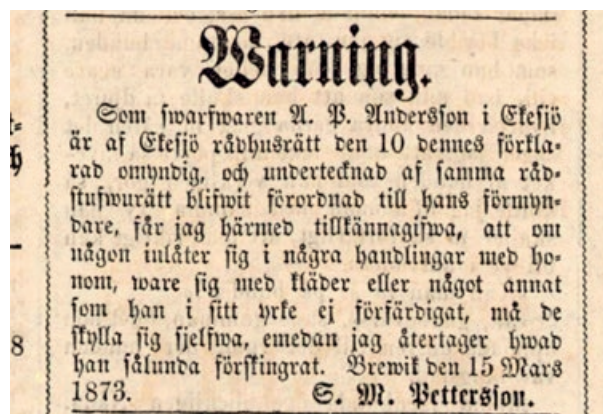 Warning.
Som swarfwaren A. P. Andersson i Ekesjö
är af Ekesjö rådhusrätt den 10 dennes förkla-
rad omyndig, och undertecknad af samma råd-
stufwurätt blifwit förordnad till hans förmyn-
dare, får jag härmed tillkännagifwa, att om
någon inlåter sig i några handlingar med ho-
nom, ware sig med kläder eller något annat
som han i sitt yrke ej förfärdigat, må de
skylla sig sjelfwa, emedan jag återtager hwad
han sålunda förskingrat. Brewik den 15 Mars
1873. S. M. Pettersson.
8